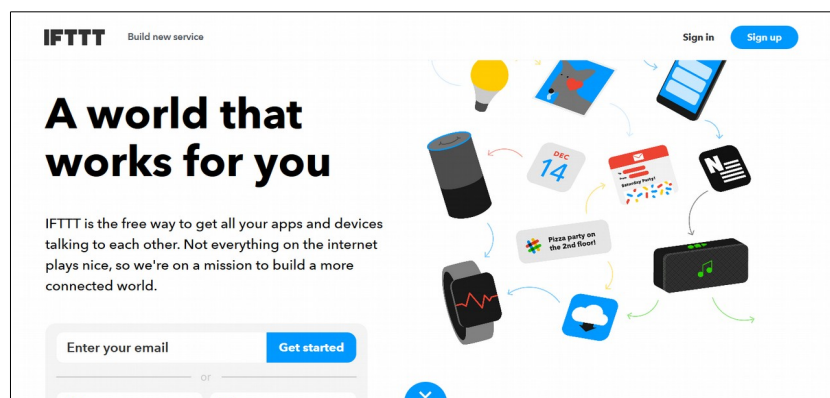 IFTTT
Build new service
Sign in
Sign up
A world that
works for you
IFTTT is the free way to get all your apps and devices
talking to each other. Not everything on the internet
plays nice, so we're on a mission to build a more
connected world.
Enter your email
Get started
or
DEC
14
To
From
Saturday Party!
N
Pizza party on
the 2nd floor!